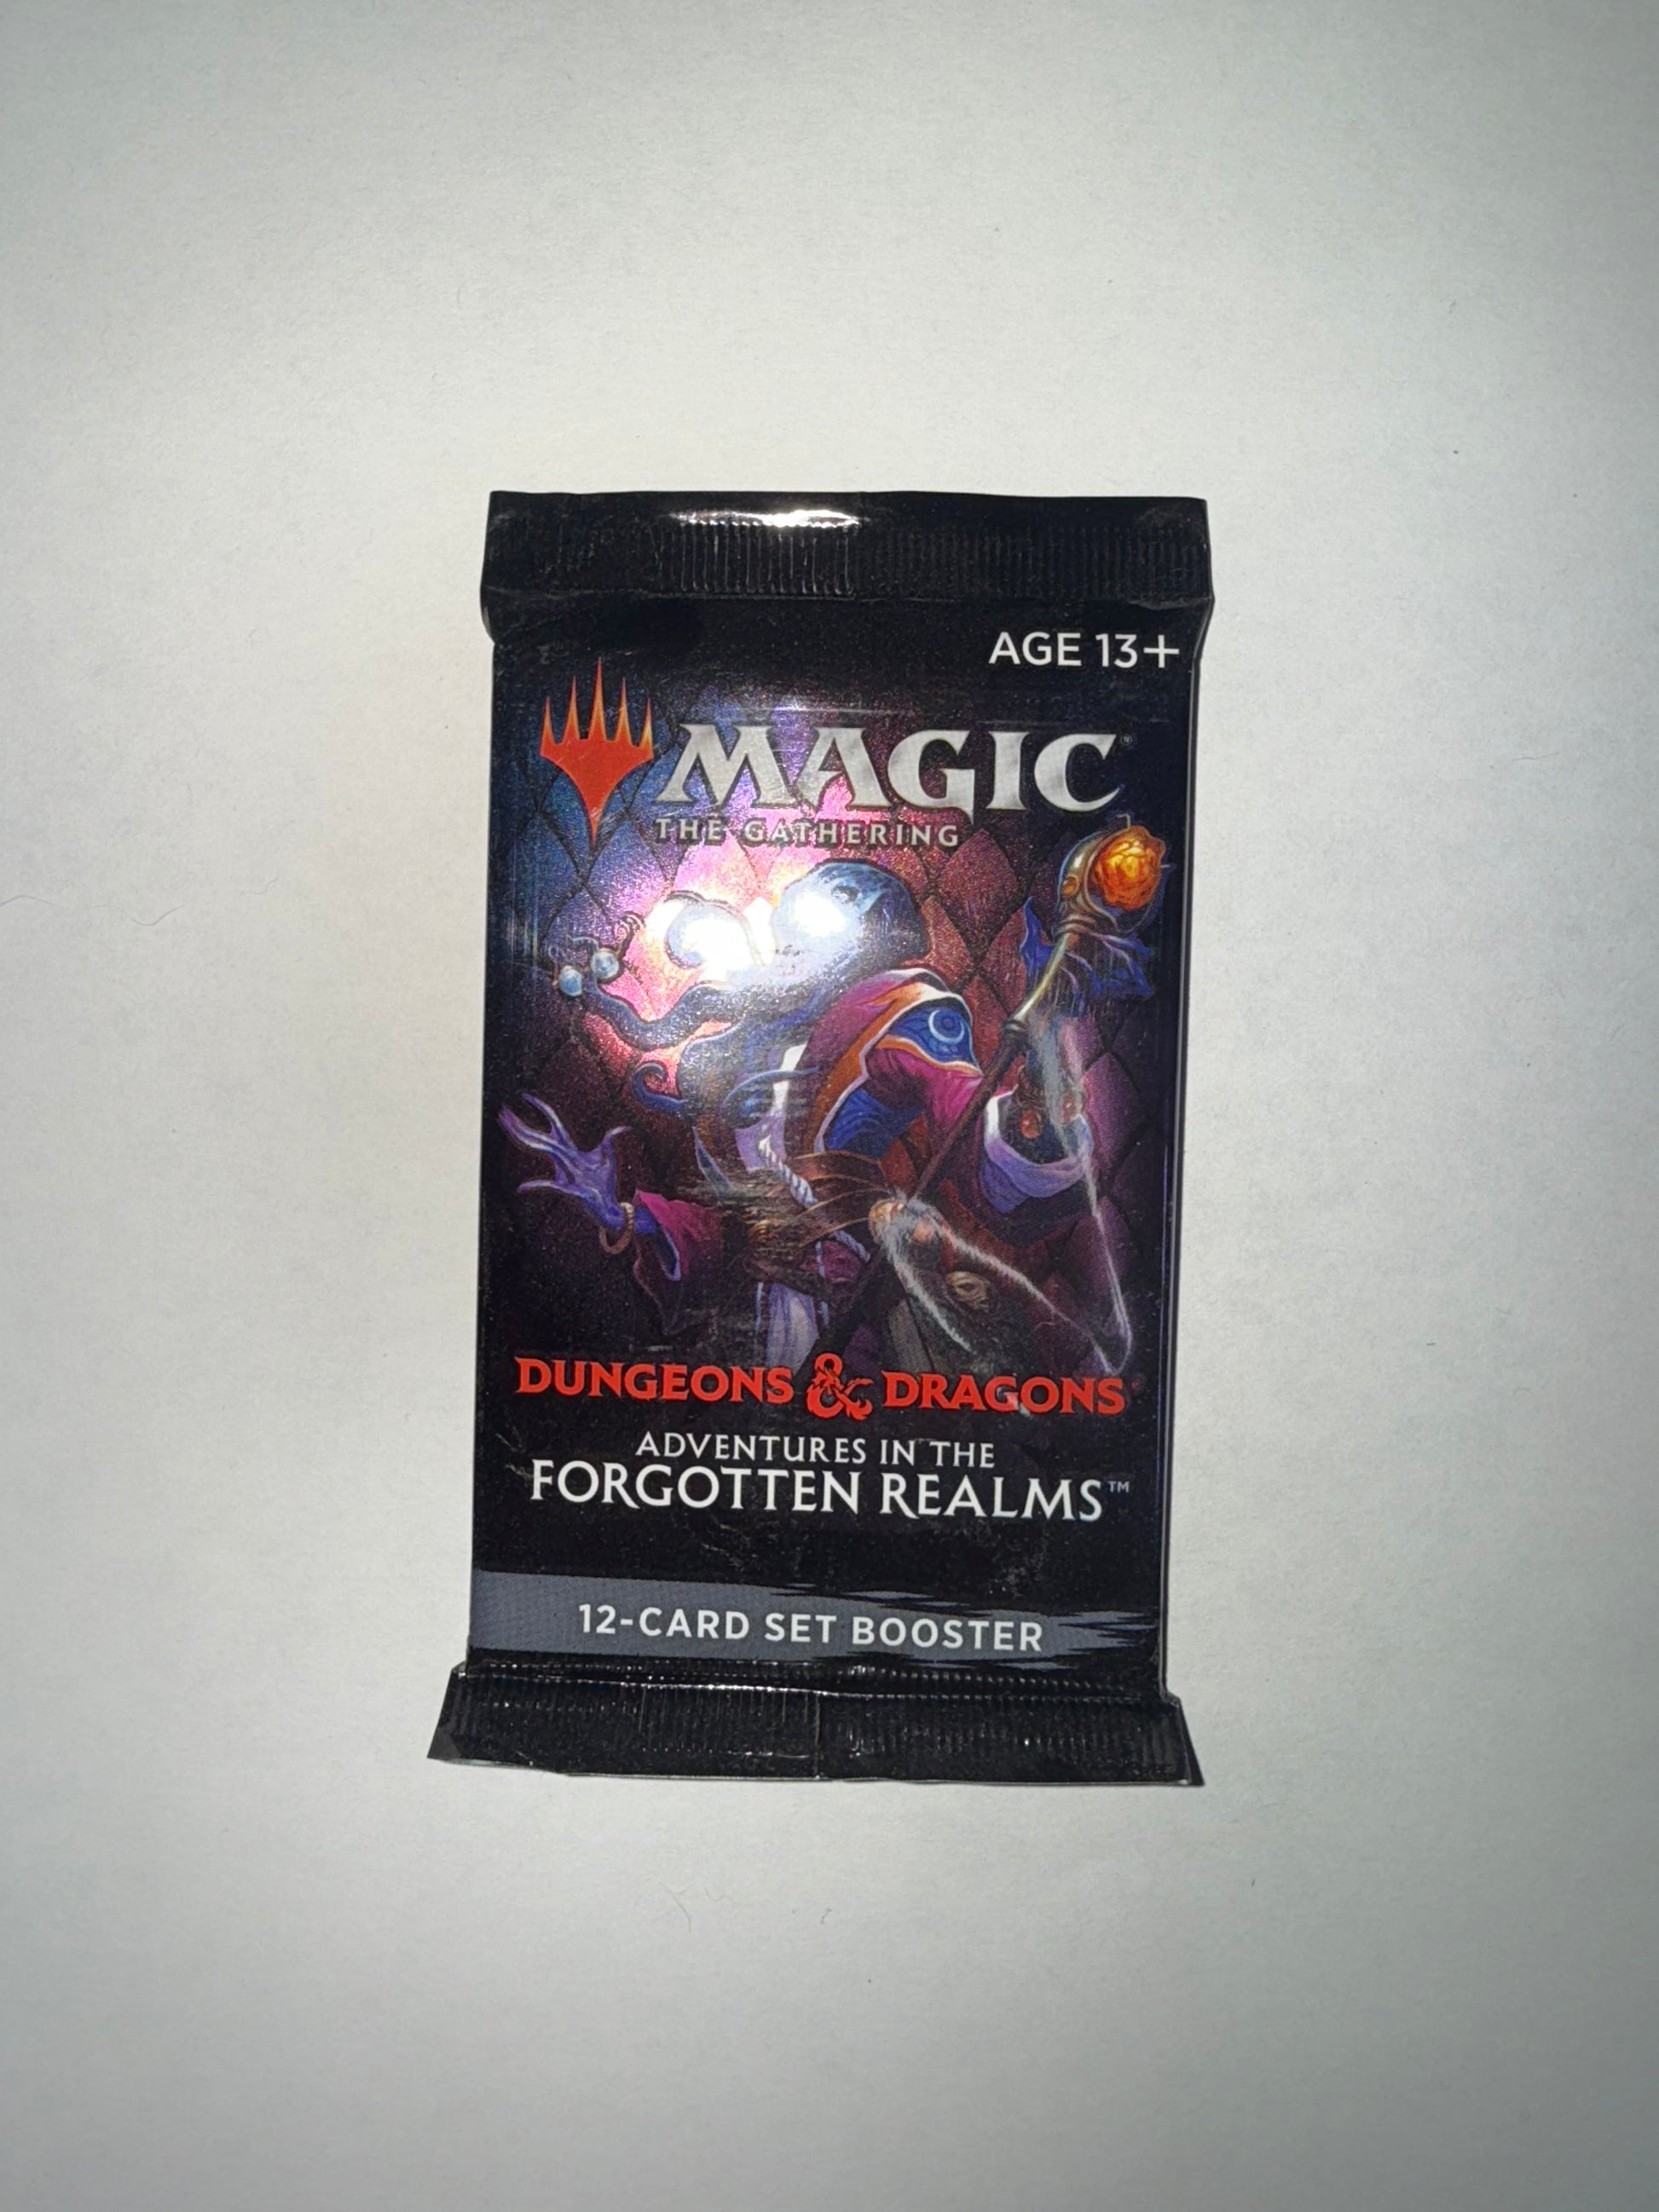 AGE 13+
MAGIC®
THE GATHERING
DUNGEONS & DRAGONS®
ADVENTURES IN THE
FORGOTTEN REALMS™
12-CARD SET BOOSTER